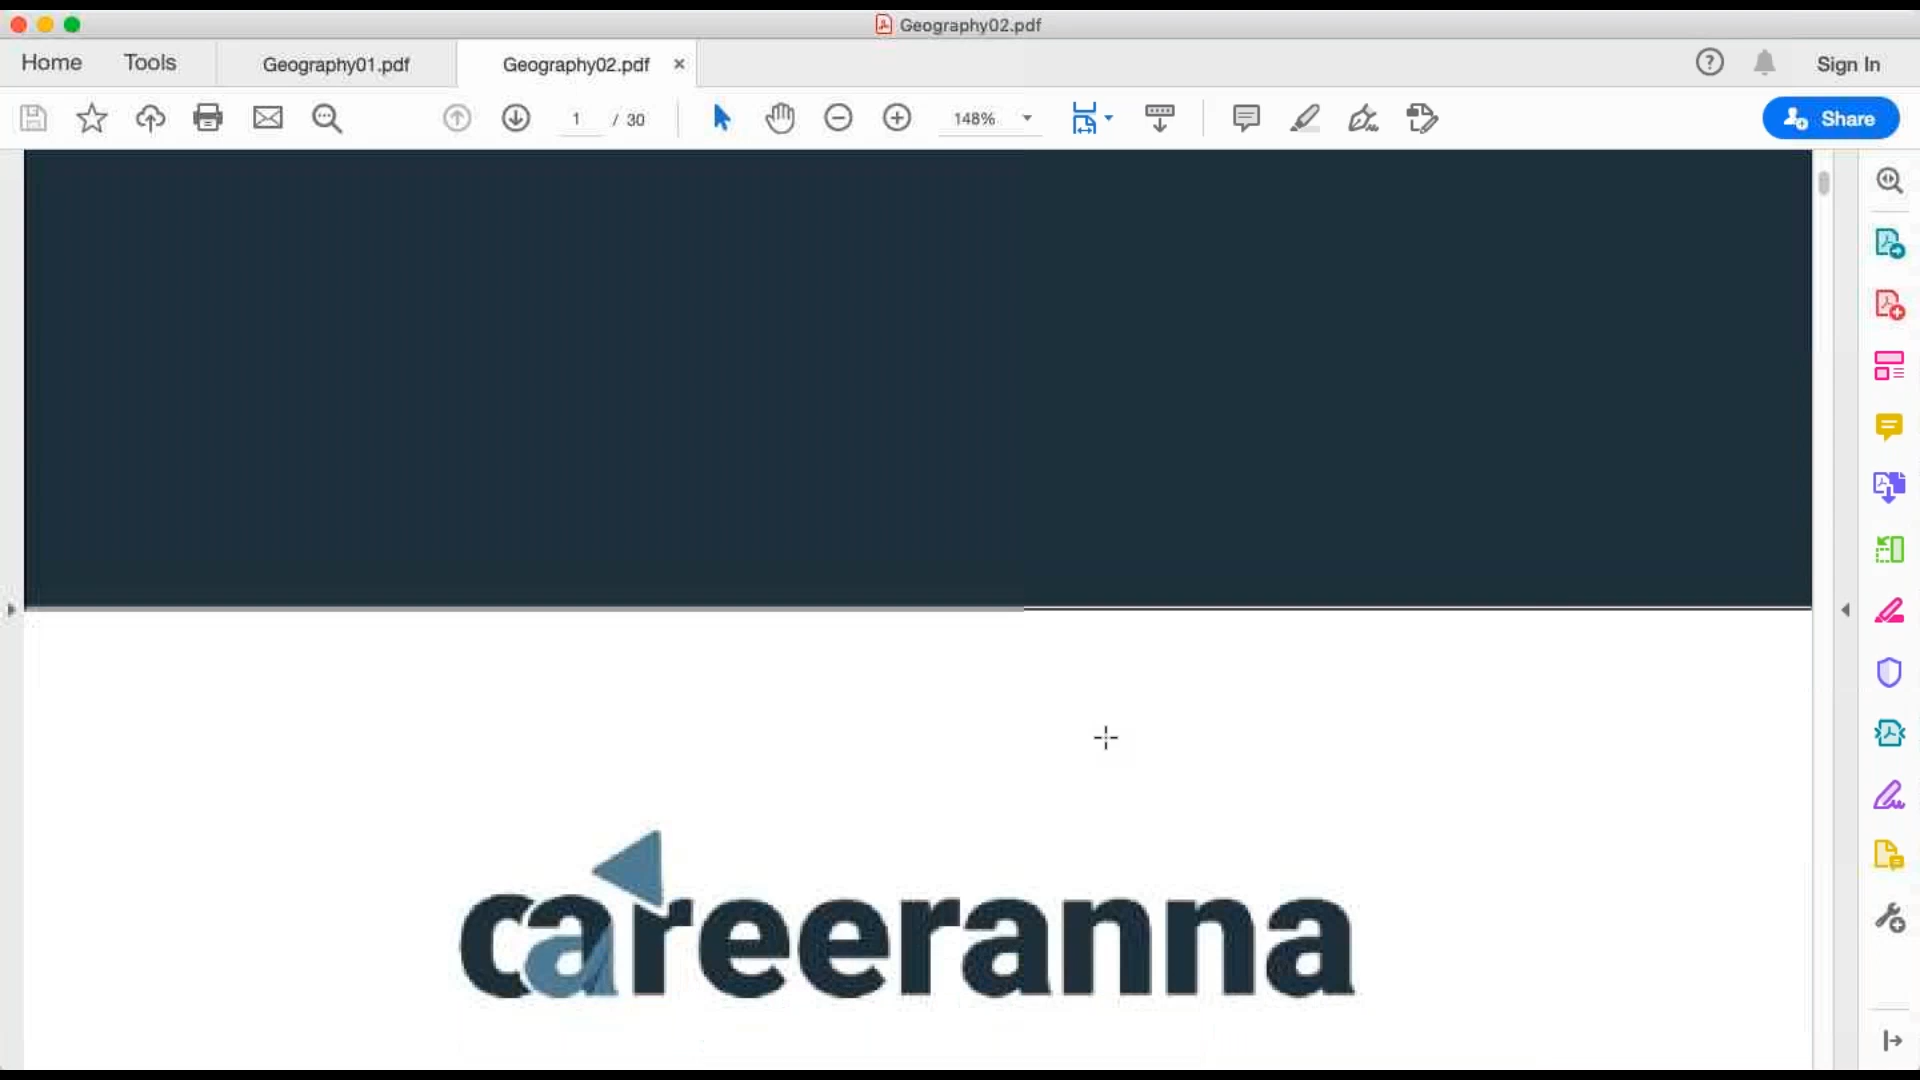 Geography02.pdf
Home Tools Geography01.pdf Geography02.pdf Sign In
1 / 30 148% Share
careeranna